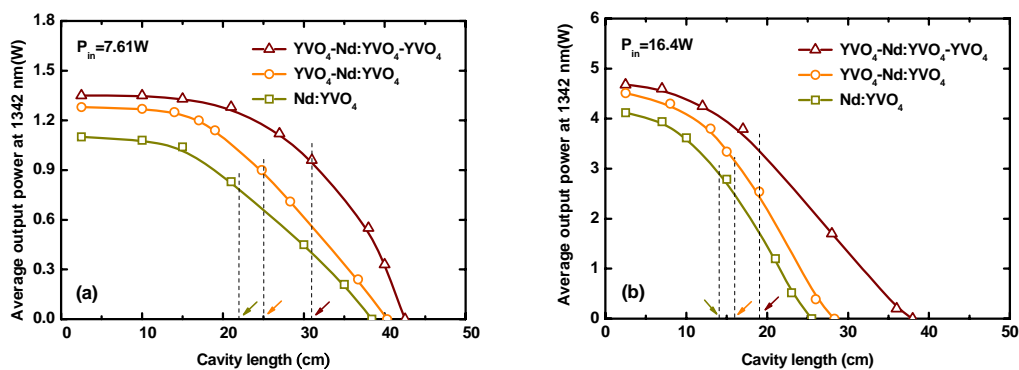 P_in=7.61W
YVO₄-Nd:YVO₄-YVO₄
YVO₄-Nd:YVO₄
Nd:YVO₄
Average output power at 1342 nm(W)
1.8
1.5
1.2
0.9
0.6
0.3
0.0
(a)
0 10 20 30 40 50
Cavity length (cm)
P_in=16.4W
YVO₄-Nd:YVO₄-YVO₄
YVO₄-Nd:YVO₄
Nd:YVO₄
Average output power at 1342 nm(W)
6
5
4
3
2
1
0
(b)
0 10 20 30 40 50
Cavity length (cm)